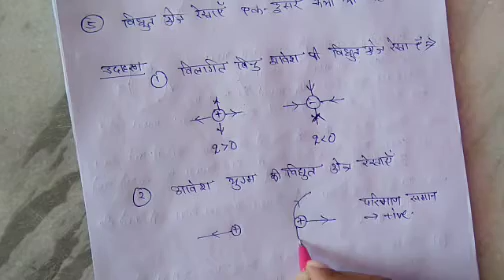 ⑤ विद्युत क्षेत्र रेखाएँ एक-दूसरे
उदाहरण
① विलगित बिन्दु आवेश की विद्युत क्षेत्र रेखाएँ ⇒
+
-
q>0
q<0
② आवेश युग्म की विद्युत क्षेत्र रेखाएँ
+
+
परिमाण समान
→ +ive